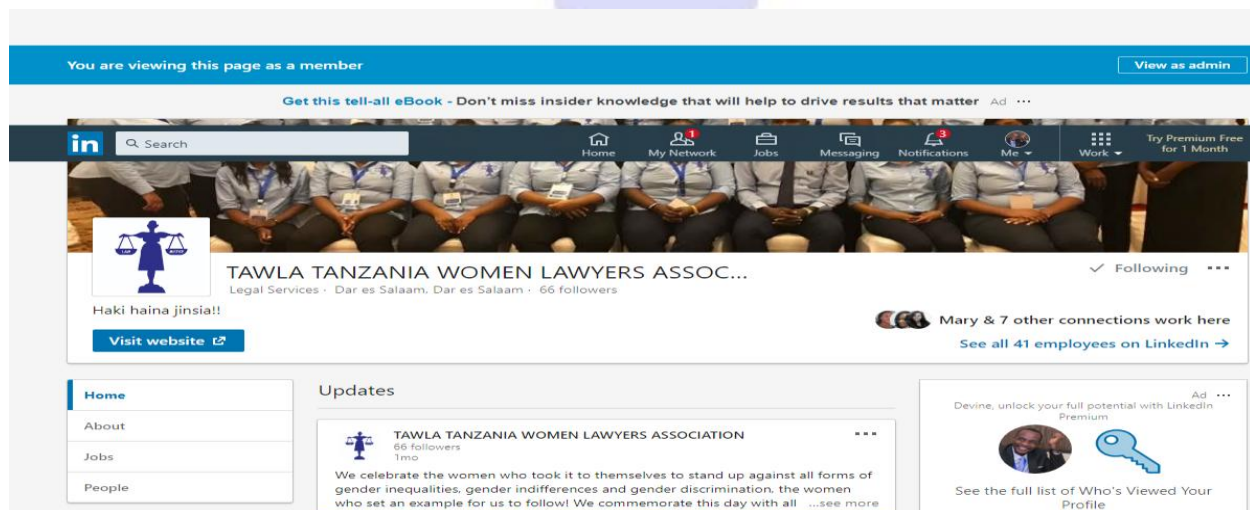 You are viewing this page as a member
View as admin
Get this tell-all eBook - Don't miss insider knowledge that will help to drive results that matter Ad ···
in
Search
1
3
Home
My Network
Jobs
Messaging
Notifications
Me
Work
Try Premium Free
for 1 Month
TAWLA TANZANIA WOMEN LAWYERS ASSOC...
Following
Legal Services · Dar es Salaam, Dar es Salaam · 66 followers
Haki haina jinsia!!
Mary & 7 other connections work here
Visit website
See all 41 employees on LinkedIn →
Home
About
Jobs
People
Updates
TAWLA TANZANIA WOMEN LAWYERS ASSOCIATION
66 followers
1mo
We celebrate the women who took it to themselves to stand up against all forms of
gender inequalities, gender indifferences and gender discrimination. the women
who set an example for us to follow! We commemorate this day with all ...see more
Ad ···
Devine, unlock your full potential with LinkedIn
Premium
See the full list of Who's Viewed Your
Profile